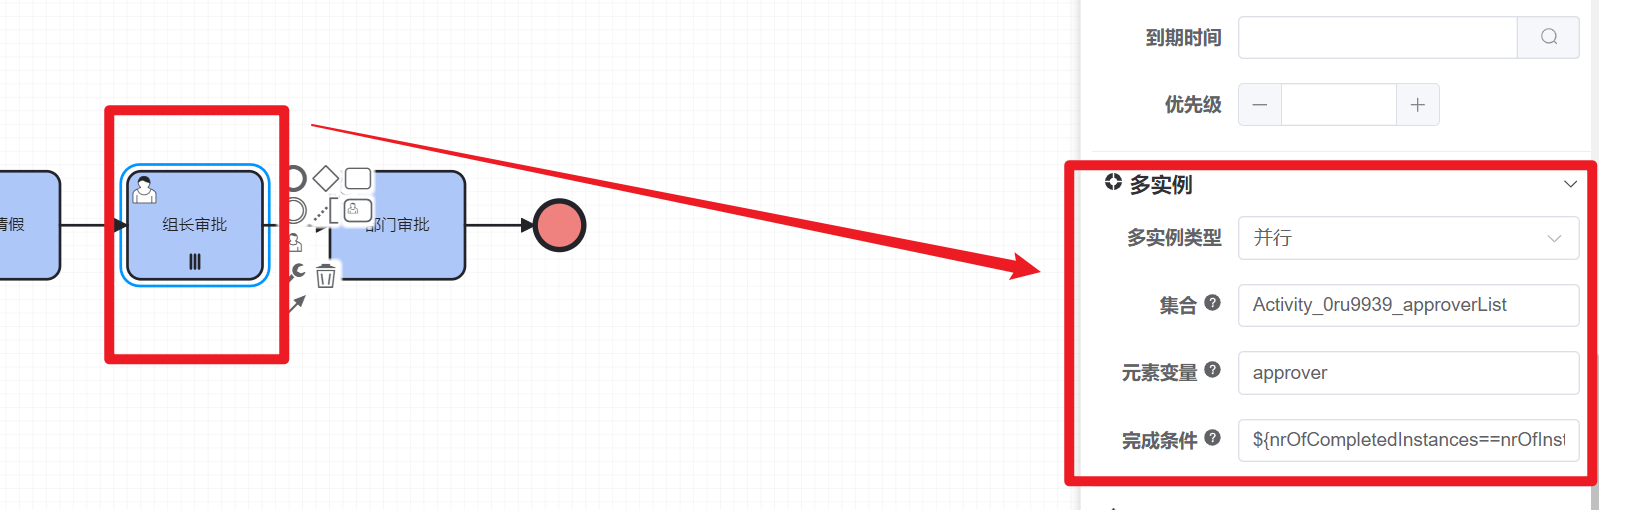 到期时间
优先级
多实例
多实例类型
并行
集合
Activity_0ru9939_approverList
元素变量
approver
完成条件
${nrOfCompletedInstances==nrOfInst
请假
组长审批
部门审批